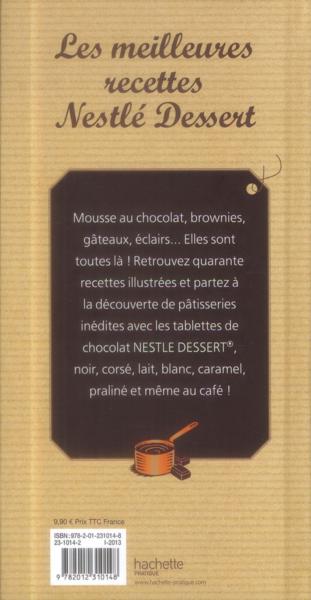 Les meilleures
recettes
Nestlé Dessert
Mousse au chocolat, brownies,
gâteaux, éclairs... Elles sont
toutes là ! Retrouvez quarante
recettes illustrées et partez à
la découverte de pâtisseries
inédites avec les tablettes de
chocolat NESTLE DESSERT®,
noir, corsé, lait, blanc, caramel,
praliné et même au café !
9,90 € Prix TTC France
ISBN: 978-2-01-231014-8
23-1014-2 I-2013
9 782012 310148
hachette
PRATIQUE
www.hachette-pratique.com